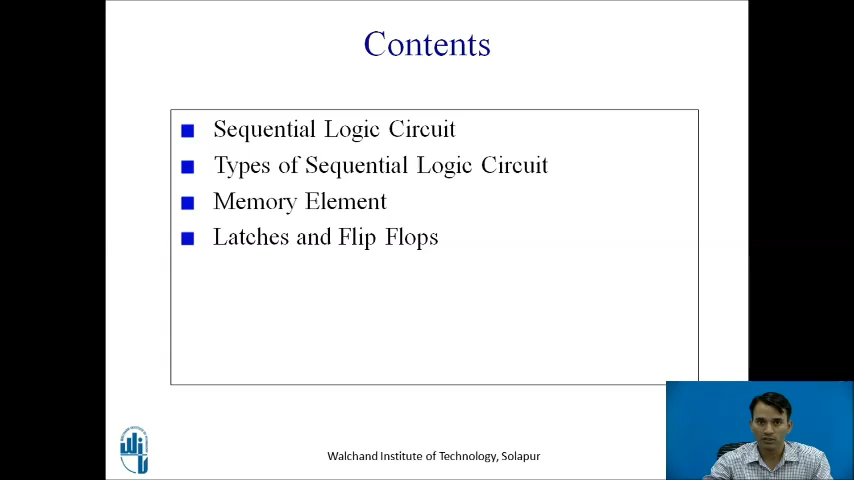 Contents
Sequential Logic Circuit
Types of Sequential Logic Circuit
Memory Element
Latches and Flip Flops
Walchand Institute of Technology, Solapur